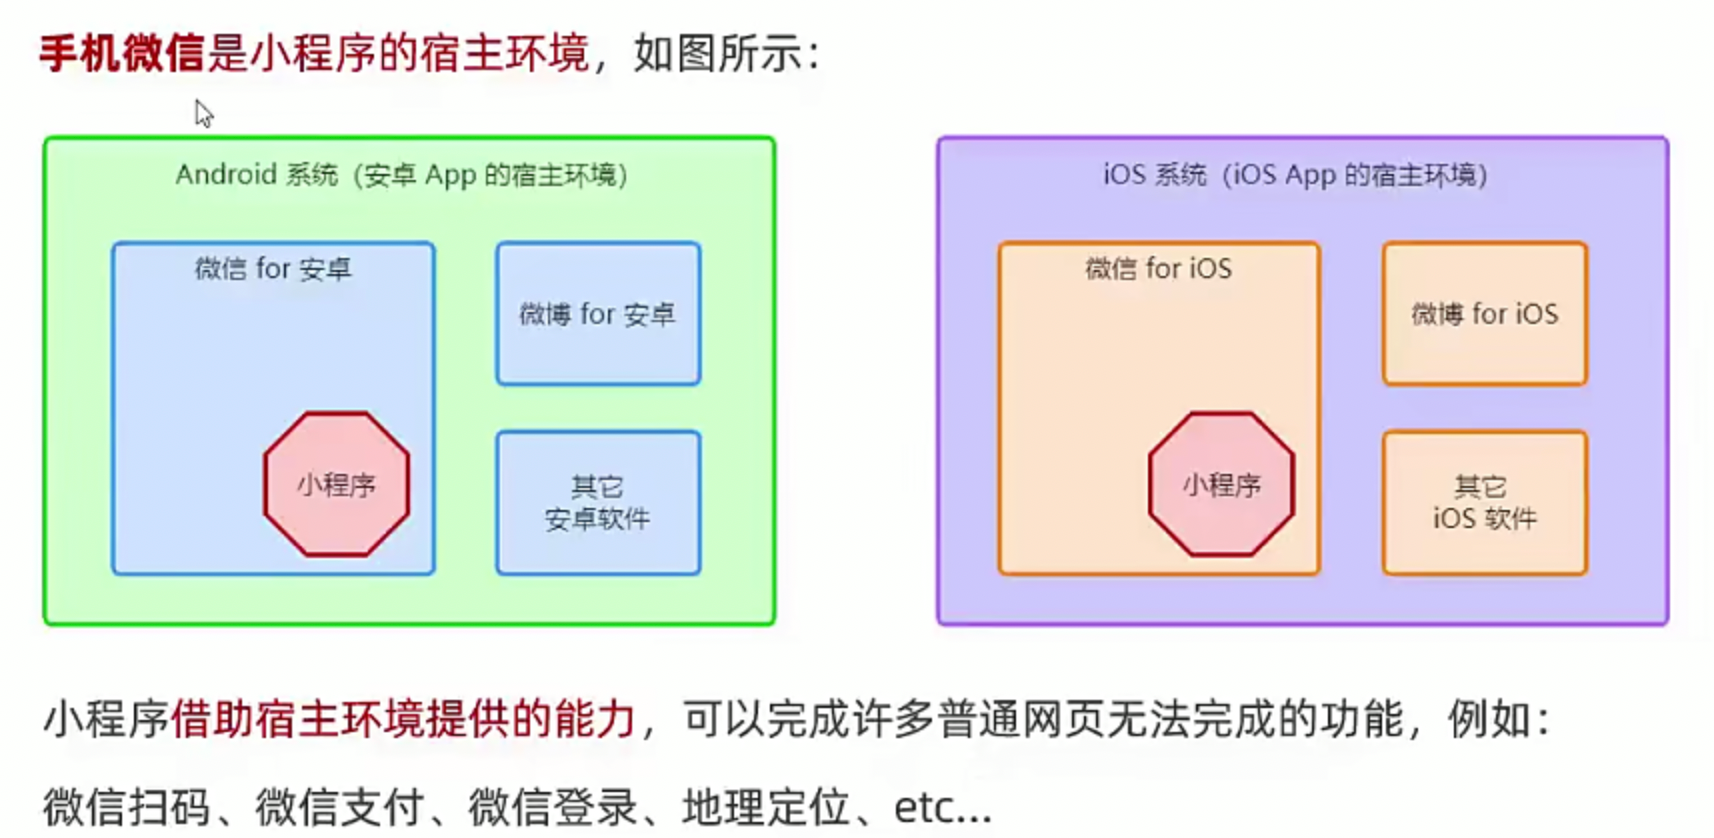 手机微信是小程序的宿主环境，如图所示：
Android 系统（安卓 App 的宿主环境）
微信 for 安卓
微博 for 安卓
小程序
其它
安卓软件
iOS 系统（iOS App 的宿主环境）
微信 for iOS
微博 for iOS
小程序
其它
iOS 软件
小程序借助宿主环境提供的能力，可以完成许多普通网页无法完成的功能，例如：
微信扫码、微信支付、微信登录、地理定位、etc...